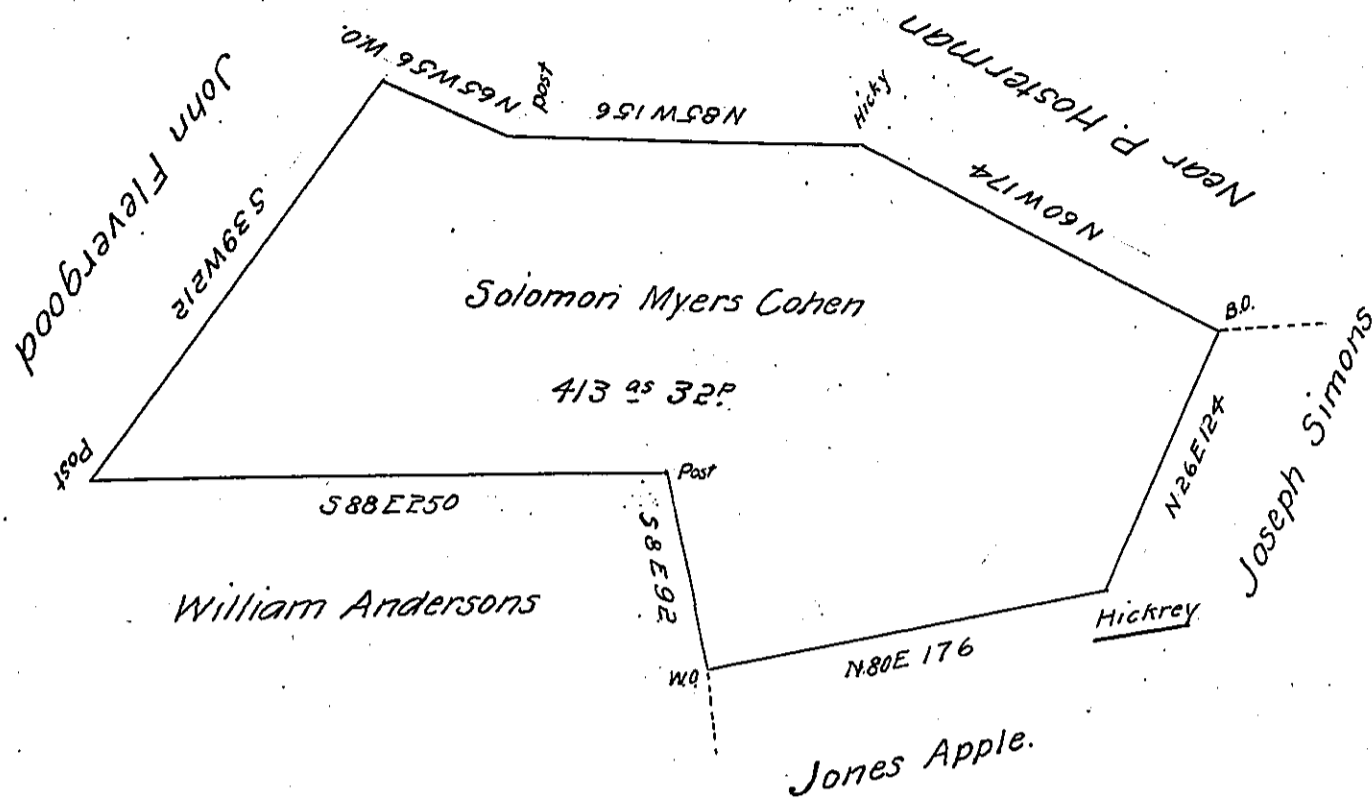 John Flevergood
N65W56 W.O.
Post
N85W156
Hicky
Near P. Hosterman
N60W174
S39W212
Solomon Myers Cohen
B.O.
413 as 32P
Joseph Simons
N26E124
Post
Post
S88E250
S8E92
William Andersons
Hickrey
N.80E 176
W.O.
Jones Apple.